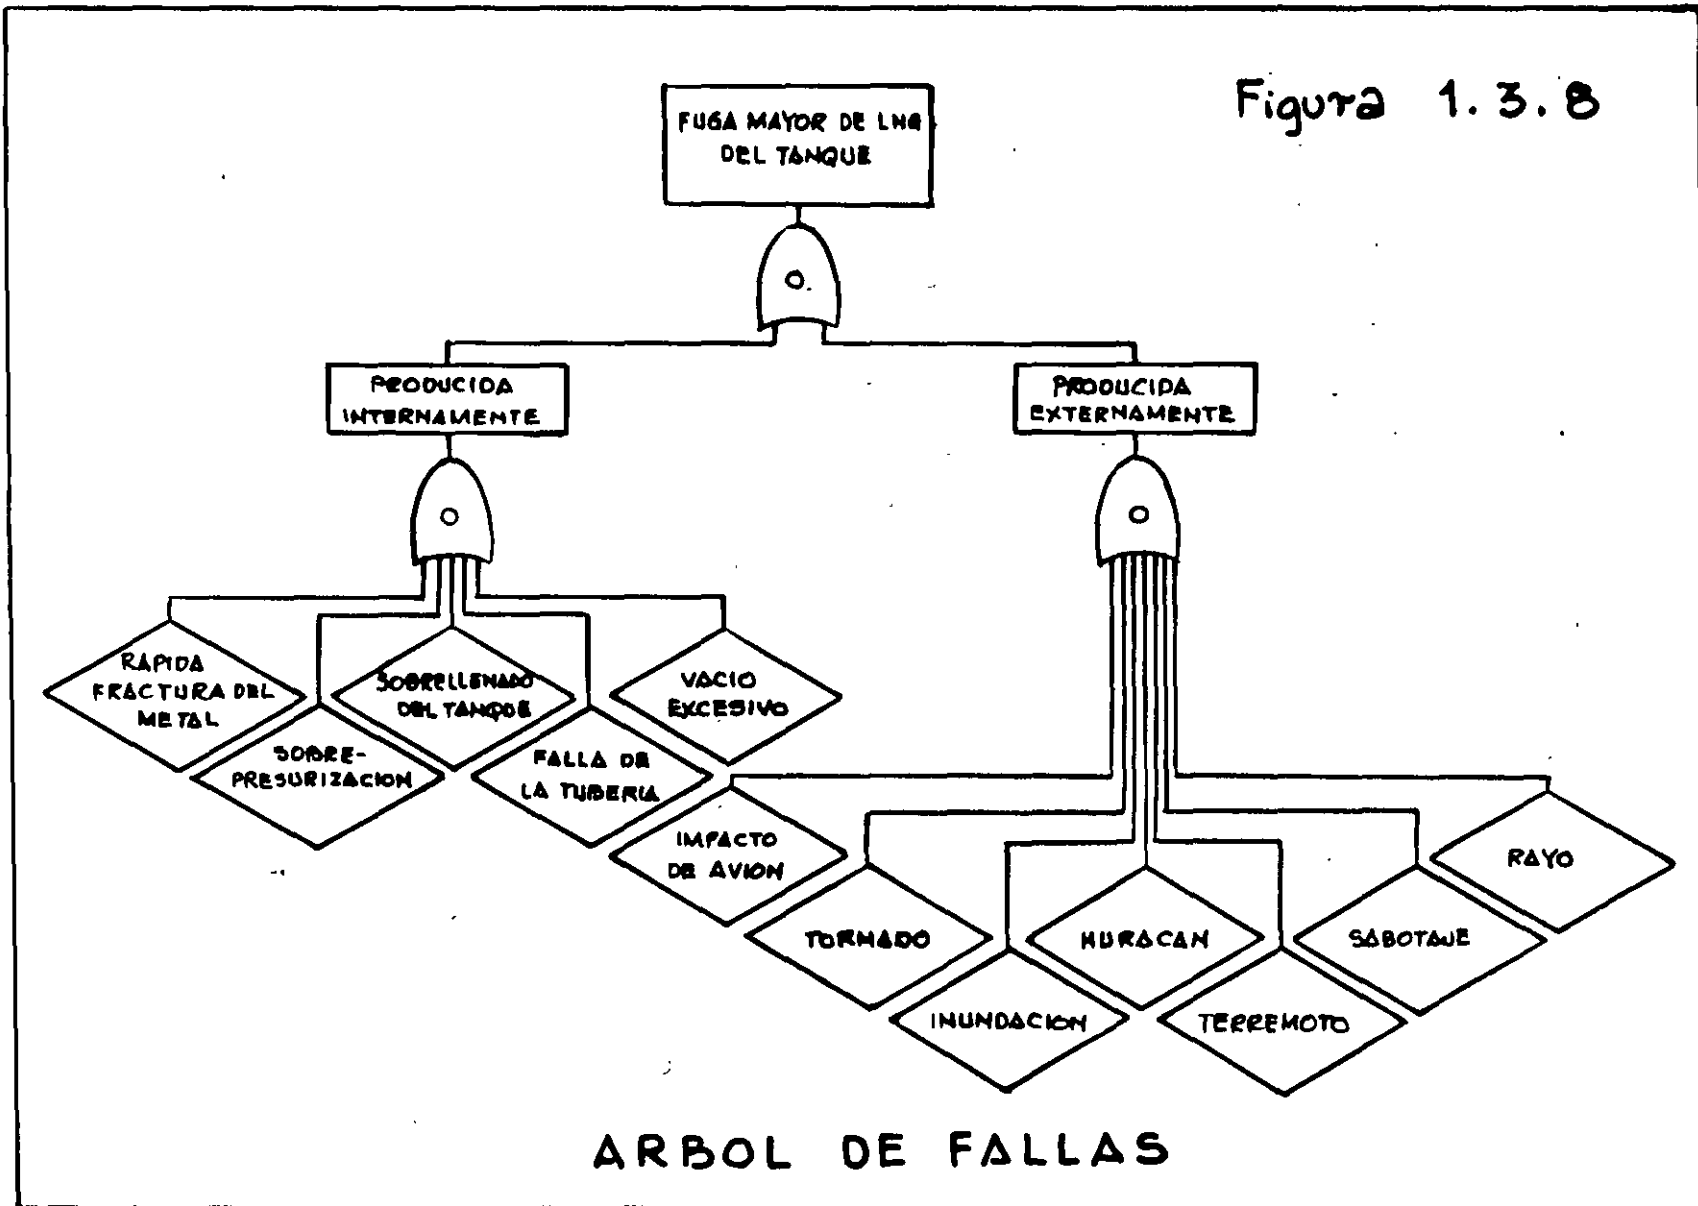 Figura 1.3.8
FUGA MAYOR DE LNG
DEL TANQUE
PRODUCIDA
INTERNAMENTE
PRODUCIDA
EXTERNAMENTE
RAPIDA
FRACTURA DEL
METAL
SOBRE-
PRESURIZACION
SOBRELLENADO
DEL TANQUE
FALLA DE
LA TUBERIA
VACIO
EXCESIVO
IMPACTO
DE AVION
TORNADO
INUNDACION
HURACAN
TERREMOTO
SABOTAJE
RAYO
ARBOL DE FALLAS